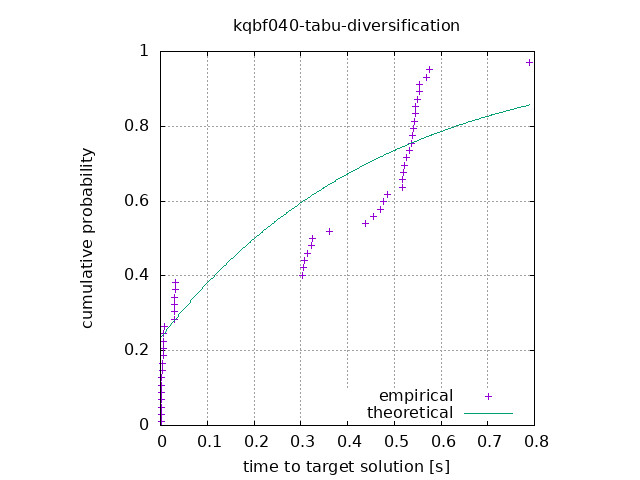 kqbf040-tabu-diversification
cumulative probability
1
0.8
0.6
0.4
0.2
0
empirical
theoretical
0 0.1 0.2 0.3 0.4 0.5 0.6 0.7 0.8
time to target solution [s]